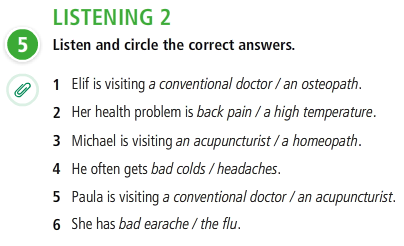 LISTENING 2
5 Listen and circle the correct answers.
1 Elif is visiting a conventional doctor / an osteopath.
2 Her health problem is back pain / a high temperature.
3 Michael is visiting an acupuncturist / a homeopath.
4 He often gets bad colds / headaches.
5 Paula is visiting a conventional doctor / an acupuncturist.
6 She has bad earache / the flu.